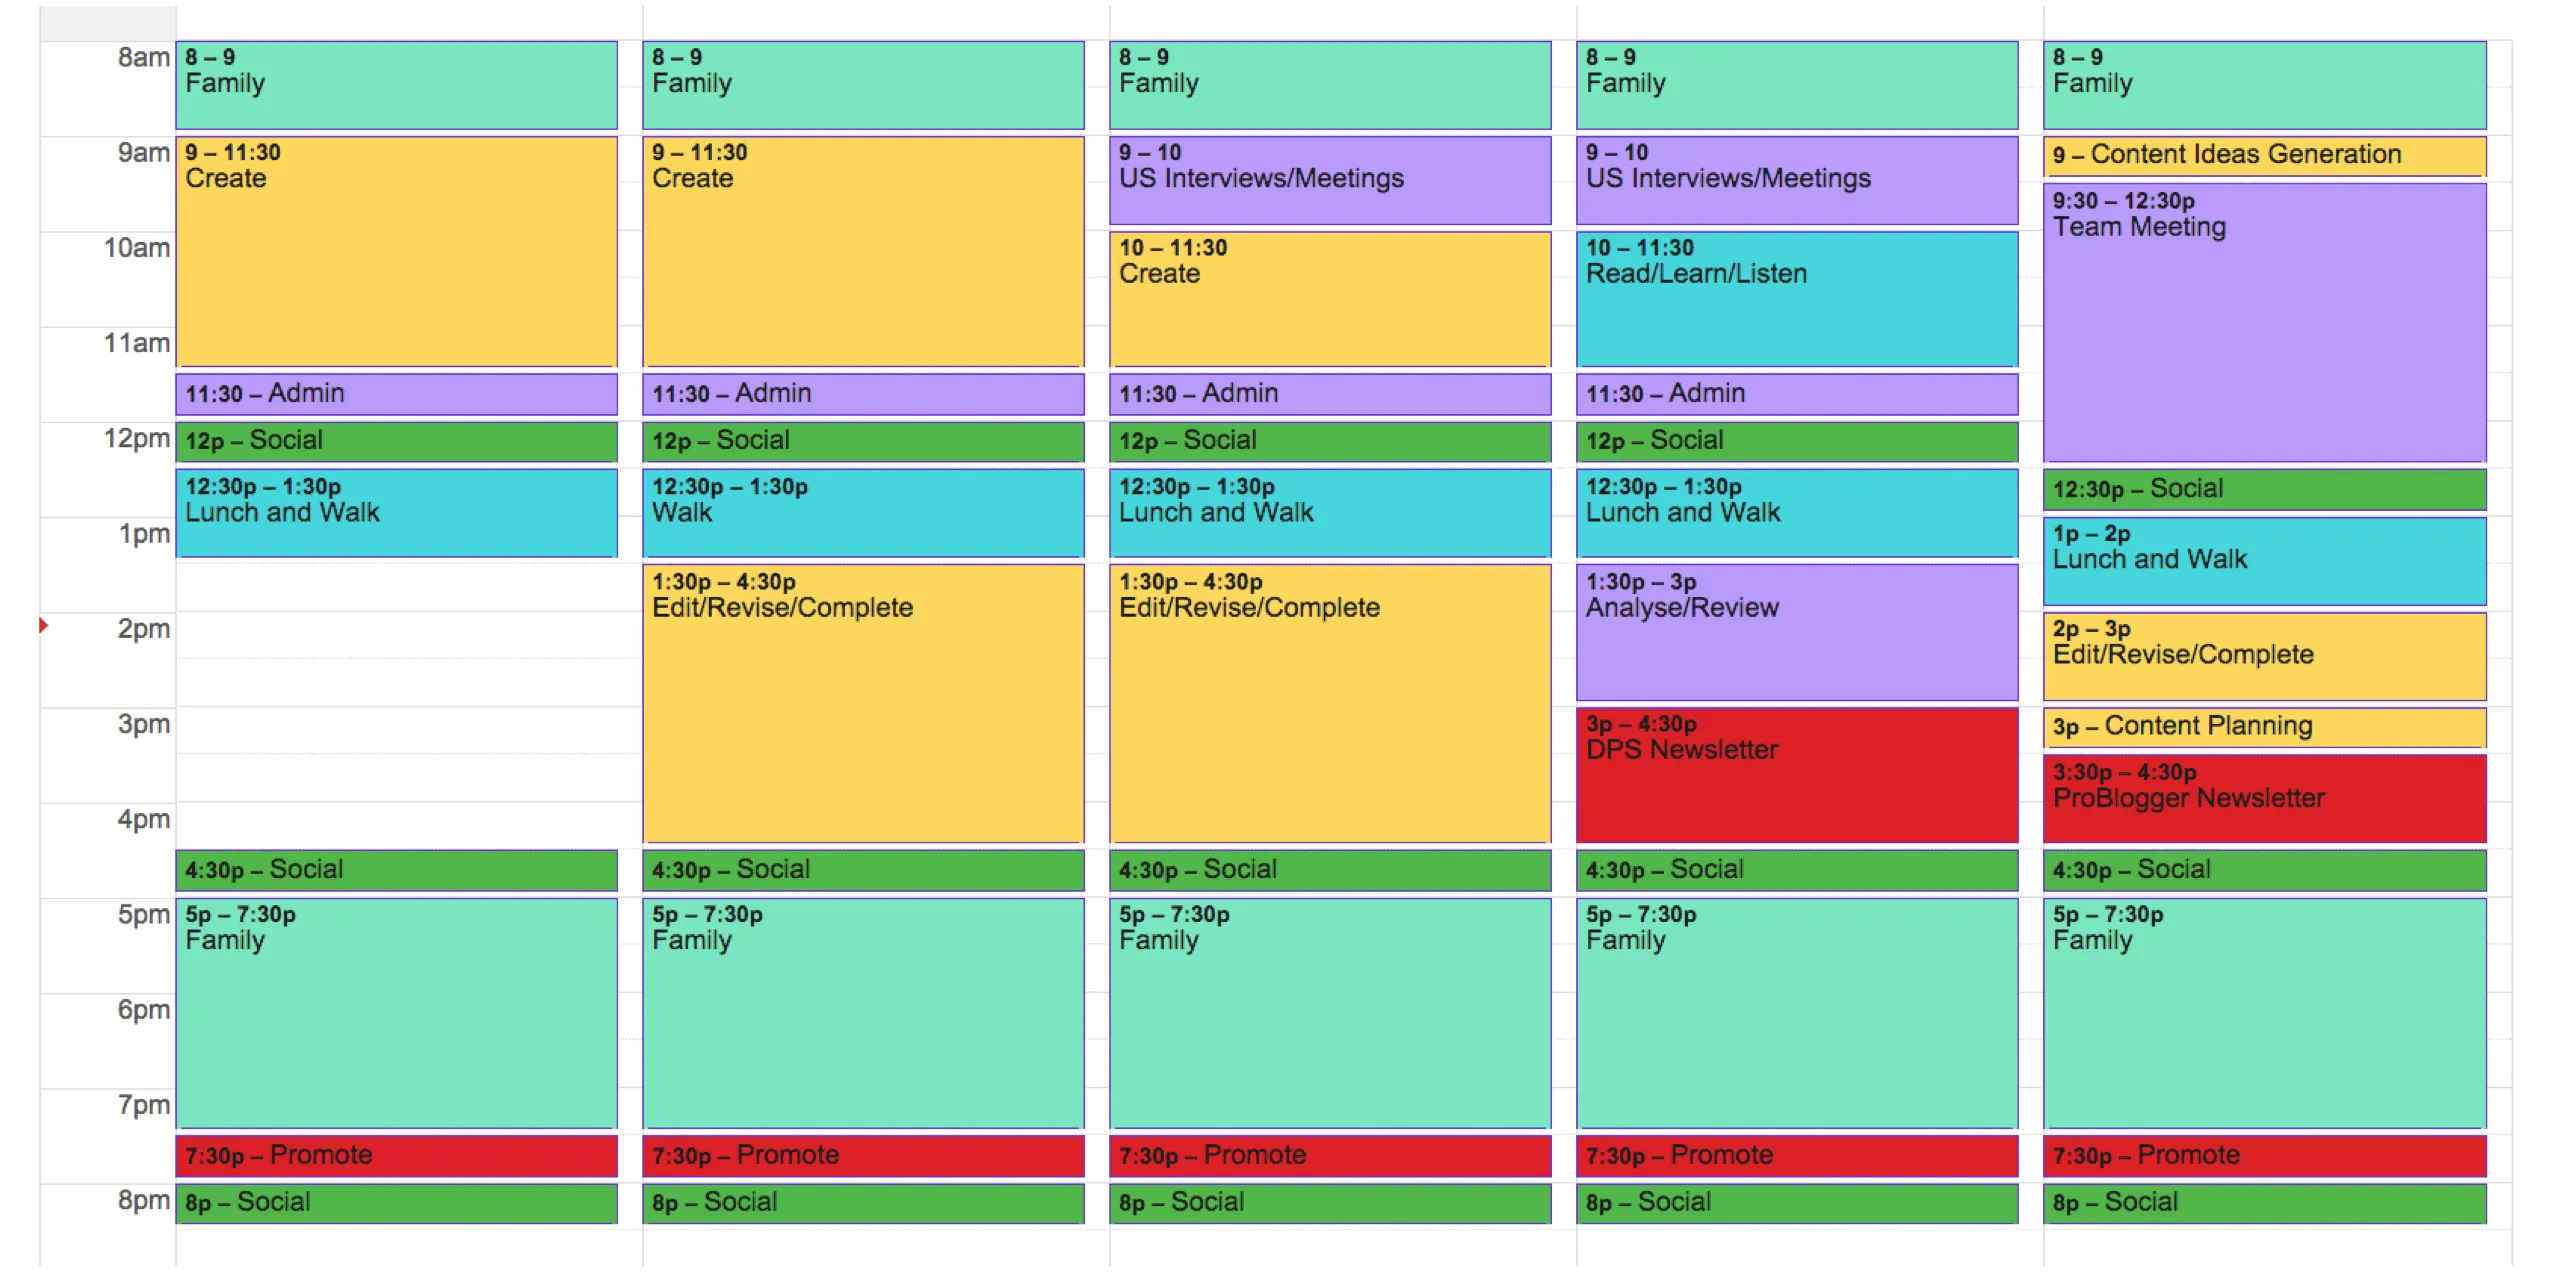 8am
9am
10am
11am
12pm
1pm
2pm
3pm
4pm
5pm
6pm
7pm
8pm
8 – 9
Family
9 – 11:30
Create
11:30 – Admin
12p – Social
12:30p – 1:30p
Lunch and Walk
4:30p – Social
5p – 7:30p
Family
7:30p – Promote
8p – Social
8 – 9
Family
9 – 11:30
Create
11:30 – Admin
12p – Social
12:30p – 1:30p
Walk
1:30p – 4:30p
Edit/Revise/Complete
4:30p – Social
5p – 7:30p
Family
7:30p – Promote
8p – Social
8 – 9
Family
9 – 10
US Interviews/Meetings
10 – 11:30
Create
11:30 – Admin
12p – Social
12:30p – 1:30p
Lunch and Walk
1:30p – 4:30p
Edit/Revise/Complete
4:30p – Social
5p – 7:30p
Family
7:30p – Promote
8p – Social
8 – 9
Family
9 – 10
US Interviews/Meetings
10 – 11:30
Read/Learn/Listen
11:30 – Admin
12p – Social
12:30p – 1:30p
Lunch and Walk
1:30p – 3p
Analyse/Review
3p – 4:30p
DPS Newsletter
4:30p – Social
5p – 7:30p
Family
7:30p – Promote
8p – Social
8 – 9
Family
9 – Content Ideas Generation
9:30 – 12:30p
Team Meeting
12:30p – Social
1p – 2p
Lunch and Walk
2p – 3p
Edit/Revise/Complete
3p – Content Planning
3:30p – 4:30p
ProBlogger Newsletter
4:30p – Social
5p – 7:30p
Family
7:30p – Promote
8p – Social